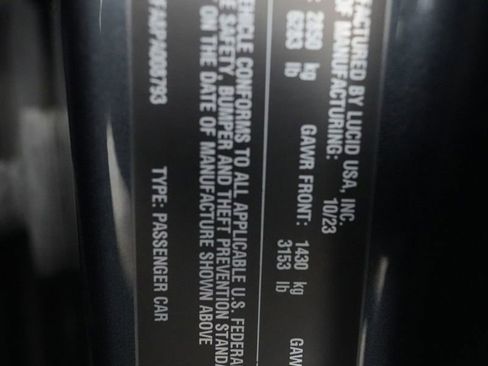 FACTURED BY LUCID USA, INC.
OF MANUFACTURING: 10/23
: 2850 kg GAWR FRONT: 1430 kg GAW
6283 lb 3153 lb
VEHICLE CONFORMS TO ALL APPLICABLE U.S. FEDERA
E SAFETY, BUMPER AND THEFT PREVENTION STANDA
ON THE DATE OF MANUFACTURE SHOWN ABOVE
TYPE: PASSENGER CAR